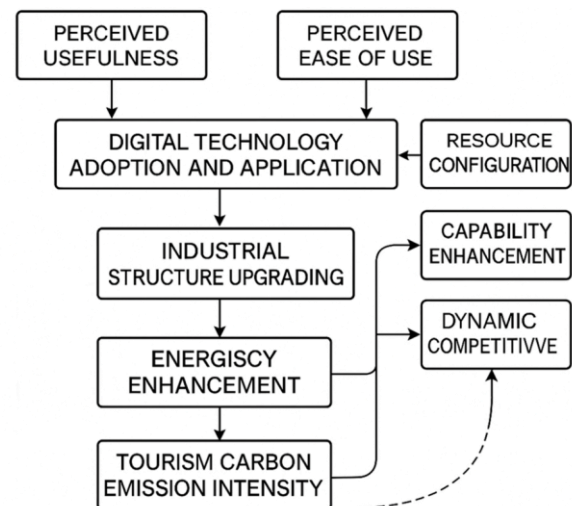 PERCEIVED
USEFULNESS
PERCEIVED
EASE OF USE
DIGITAL TECHNOLOGY
ADOPTION AND APPLICATION
RESOURCE
CONFIGURATION
INDUSTRIAL
STRUCTURE UPGRADING
CAPABILITY
ENHANCEMENT
ENERGISCY
ENHANCEMENT
DYNAMIC
COMPETITIVVE
TOURISM CARBON
EMISSION INTENSITY